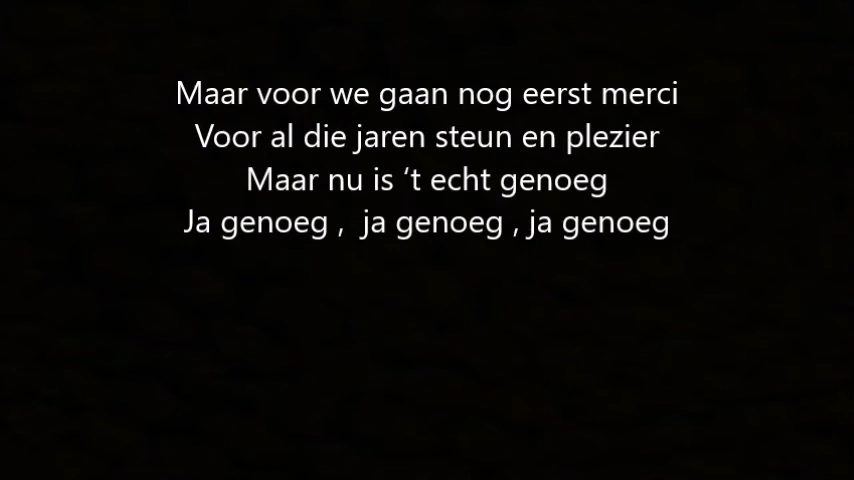 Maar voor we gaan nog eerst merci
Voor al die jaren steun en plezier
Maar nu is ‘t echt genoeg
Ja genoeg ,  ja genoeg , ja genoeg